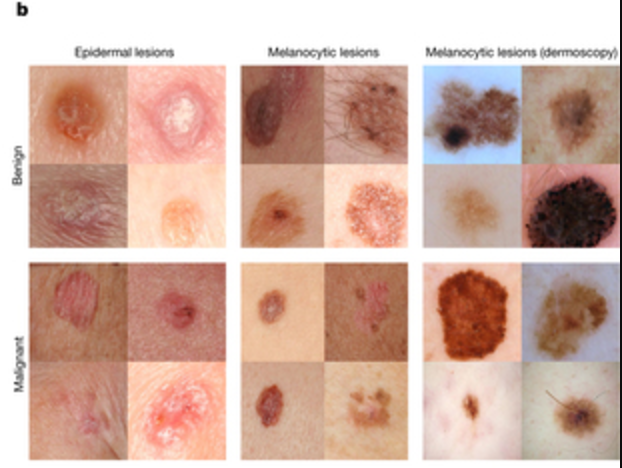 b
Epidermal lesions
Melanocytic lesions
Melanocytic lesions (dermoscopy)
Benign
Malignant